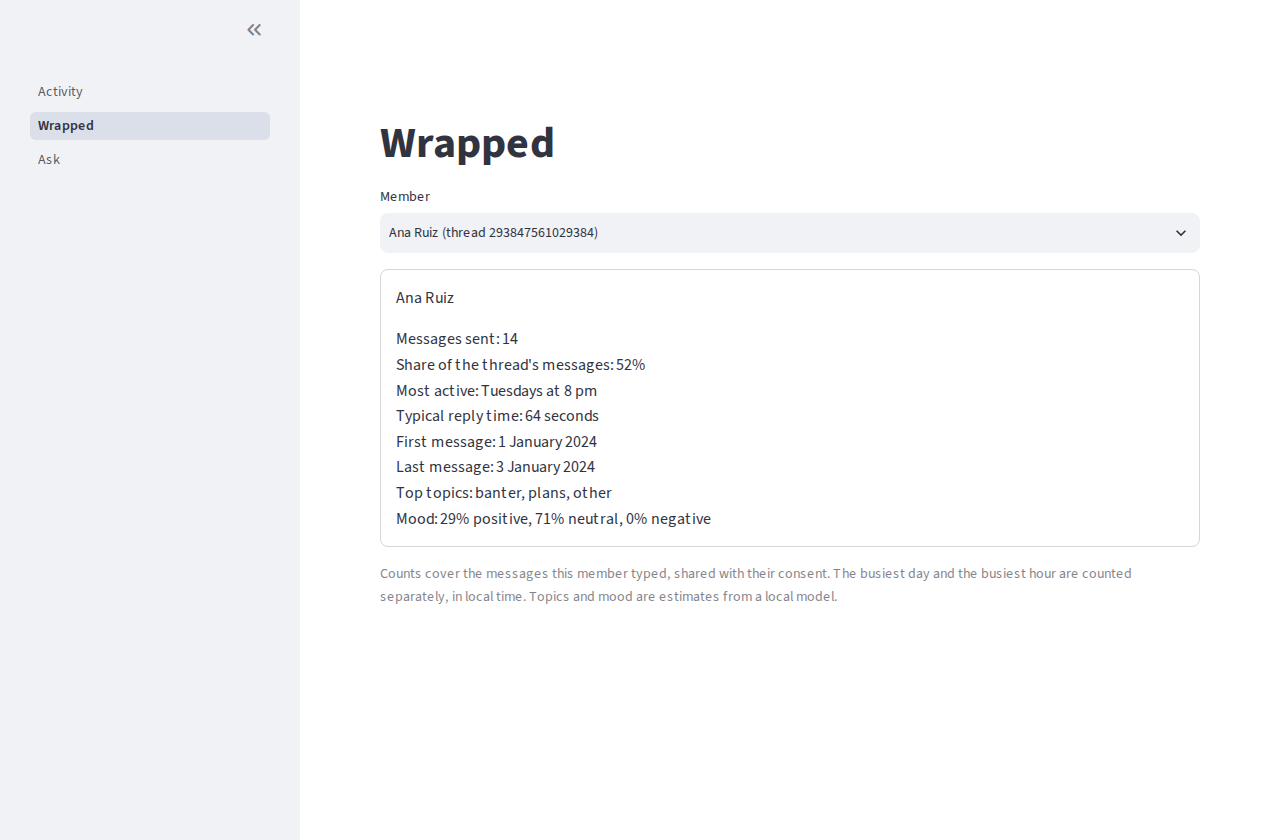 Activity
Wrapped
Ask
Wrapped
Member
Ana Ruiz (thread 293847561029384)
Ana Ruiz
Messages sent: 14
Share of the thread's messages: 52%
Most active: Tuesdays at 8 pm
Typical reply time: 64 seconds
First message: 1 January 2024
Last message: 3 January 2024
Top topics: banter, plans, other
Mood: 29% positive, 71% neutral, 0% negative
Counts cover the messages this member typed, shared with their consent. The busiest day and the busiest hour are counted
separately, in local time. Topics and mood are estimates from a local model.